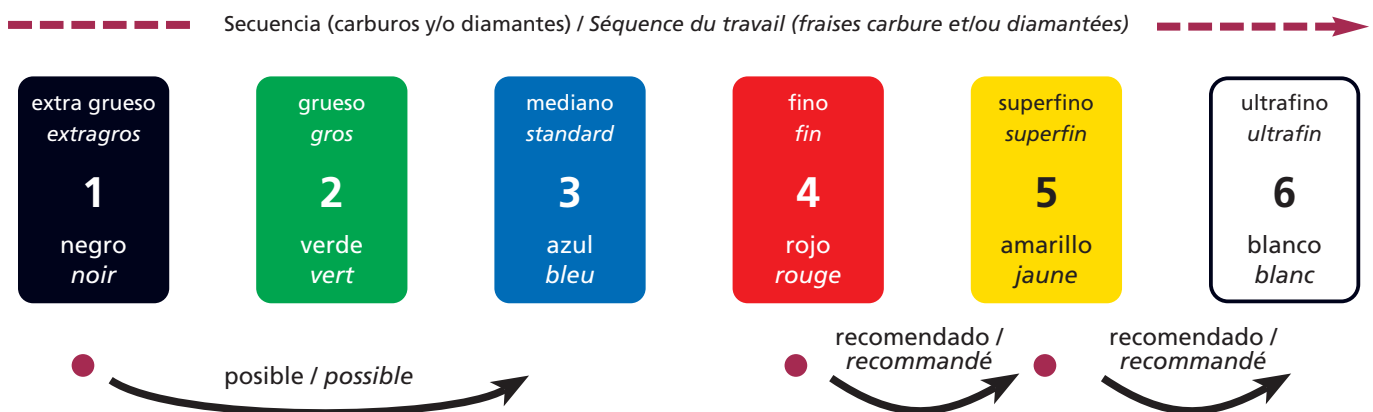 Secuencia (carburos y/o diamantes) / Séquence du travail (fraises carbure et/ou diamantées)
extra grueso
extragros
1
negro
noir
grueso
gros
2
verde
vert
mediano
standard
3
azul
bleu
fino
fin
4
rojo
rouge
superfino
superfin
5
amarillo
jaune
ultrafino
ultrafin
6
blanco
blanc
posible / possible
recomendado /
recommandé
recomendado /
recommandé